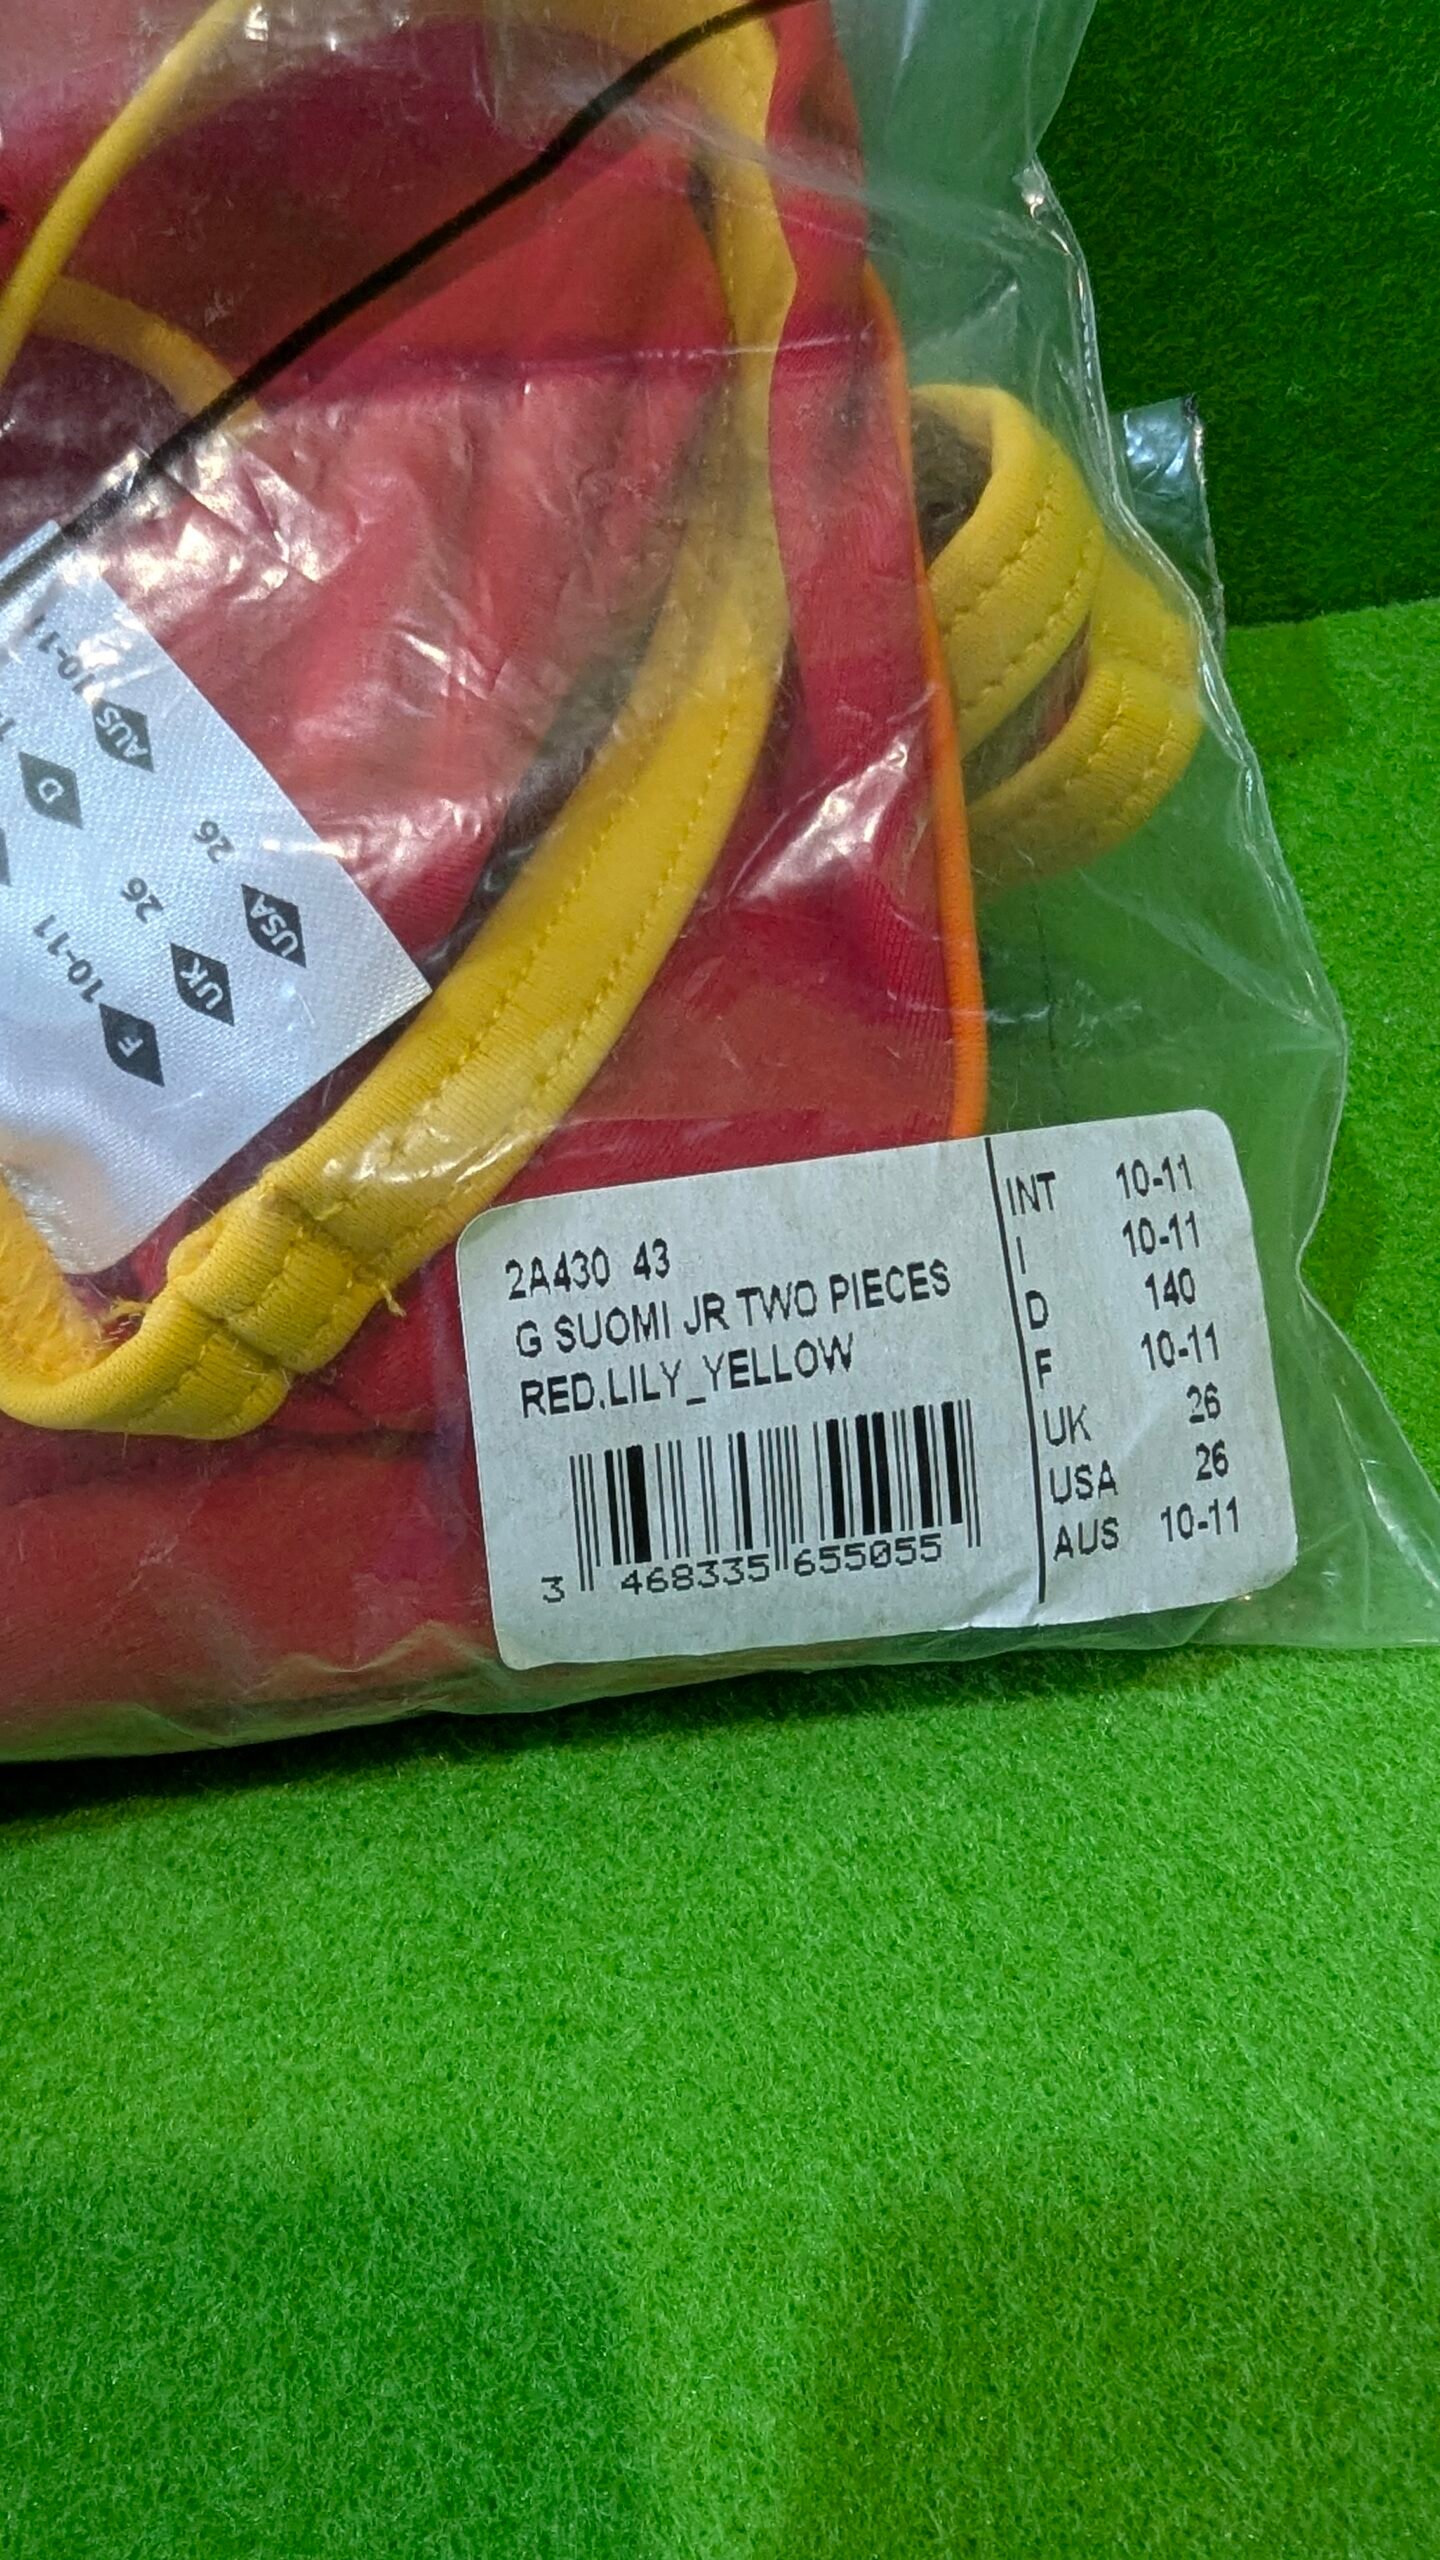 2A430 43
G SUOMI JR TWO PIECES
RED.LILY_YELLOW
3 468335 655055
INT 10-11
I 10-11
D 140
F 10-11
UK 26
USA 26
AUS 10-11
USA 26
UK 26
F 10-11
AUS 10-11
D